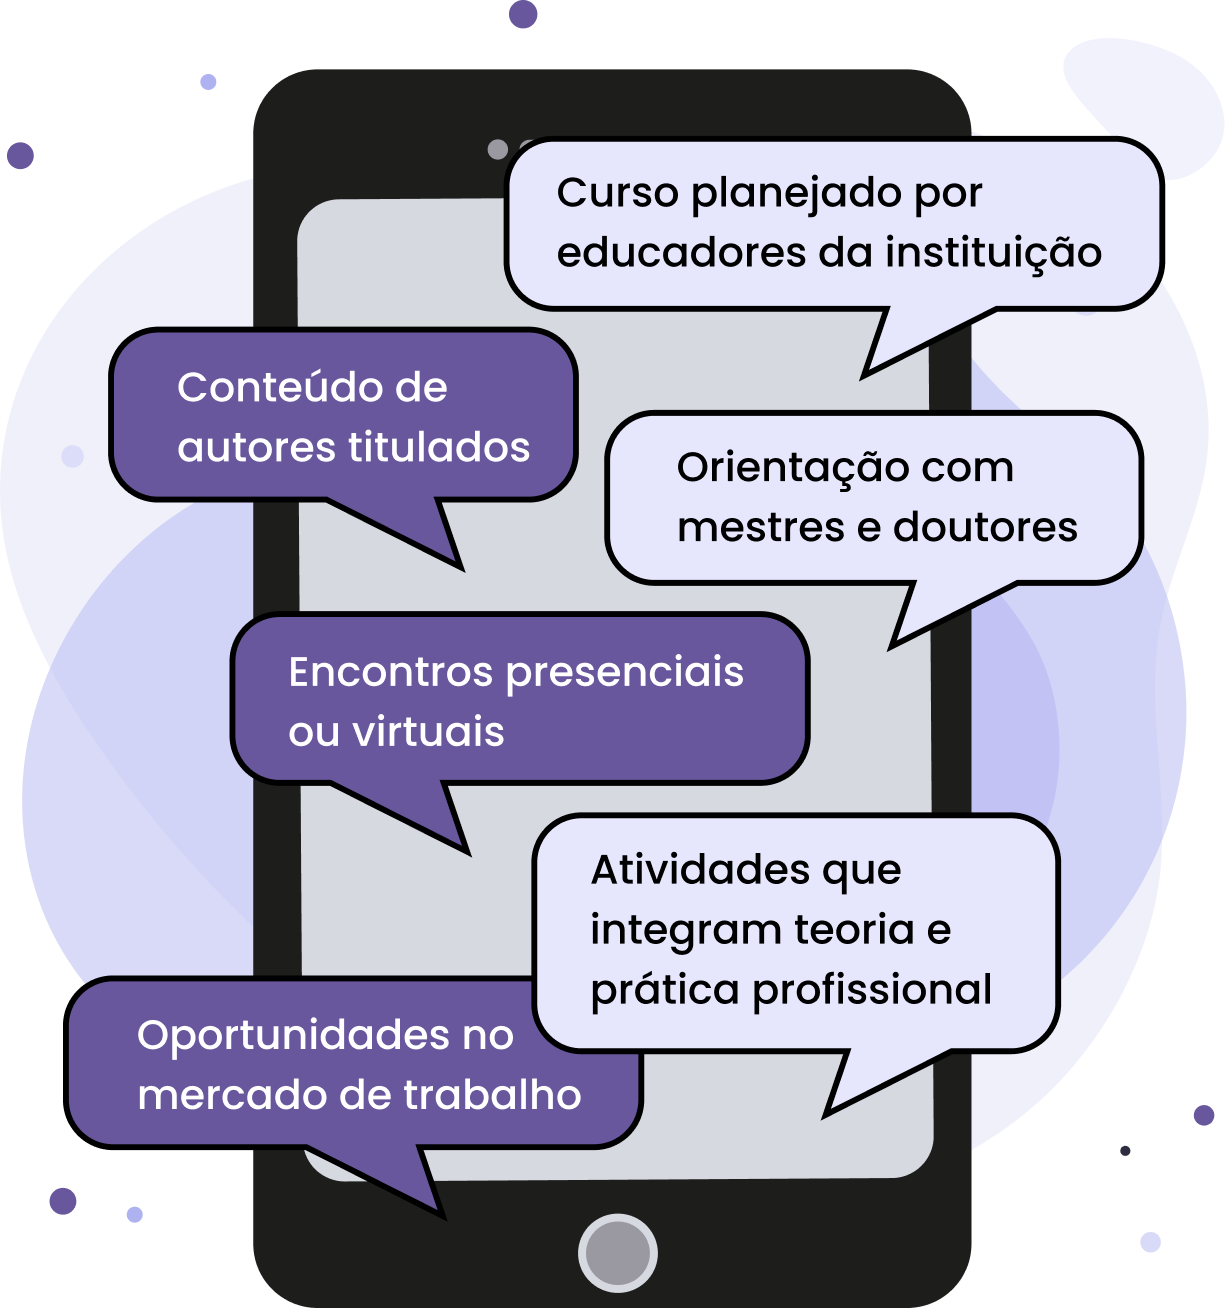 Curso planejado por
educadores da instituição
Conteúdo de
autores titulados
Orientação com
mestres e doutores
Encontros presenciais
ou virtuais
Atividades que
integram teoria e
prática profissional
Oportunidades no
mercado de trabalho